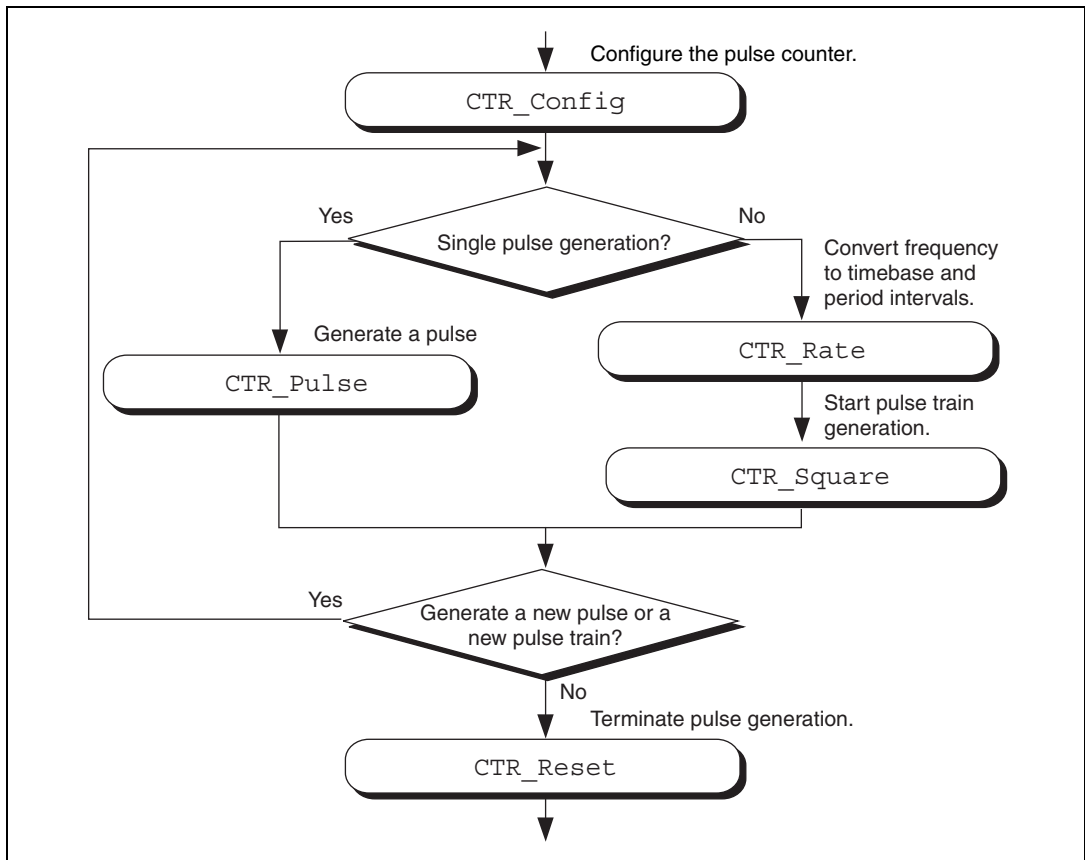 Configure the pulse counter.
CTR_Config
Yes
No
Single pulse generation?
Convert frequency
to timebase and
period intervals.
Generate a pulse
CTR_Rate
CTR_Pulse
Start pulse train
generation.
CTR_Square
Yes
Generate a new pulse or a
new pulse train?
No
Terminate pulse generation.
CTR_Reset